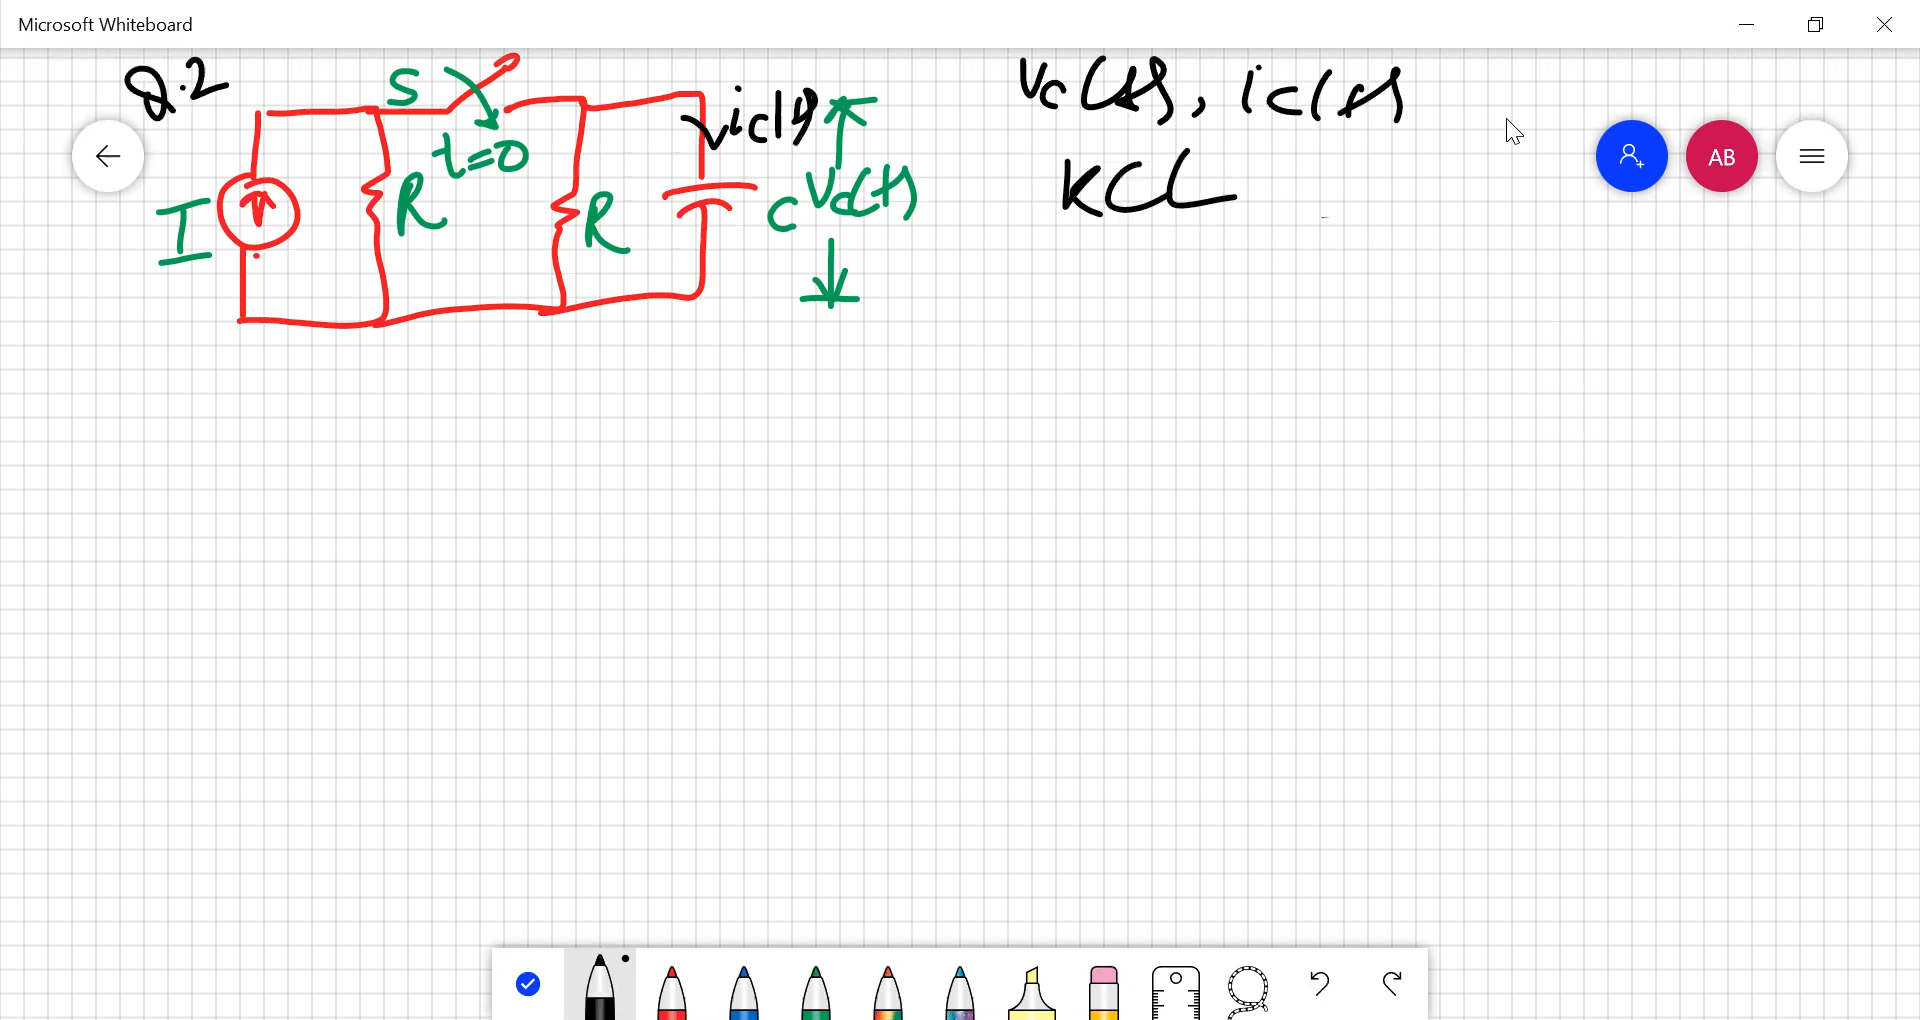 Microsoft Whiteboard
Q.2
S
t=0
I
R
R
ic(t)
C
Vc(t)
Vc(t), ic(t)
KCL
AB